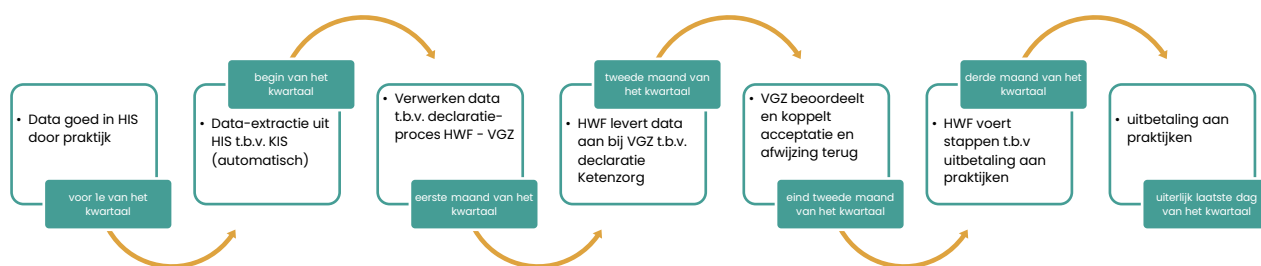 • Data goed in HIS
door praktijk
voor 1e van het
kwartaal
begin van het
kwartaal
• Data-extractie uit
HIS t.b.v. KIS
(automatisch)
• Verwerken data
t.b.v. declaratie-
proces HWF - VGZ
eerste maand van het
kwartaal
tweede maand van
het kwartaal
• HWF levert data
aan bij VGZ t.b.v.
declaratie
Ketenzorg
• VGZ beoordeelt
en koppelt
acceptatie en
afwijzing terug
eind tweede maand
van het kwartaal
derde maand van het
kwartaal
• HWF voert
stappen t.b.v
uitbetaling aan
praktijken
• uitbetaling aan
praktijken
uiterlijk laatste dag
van het kwartaal